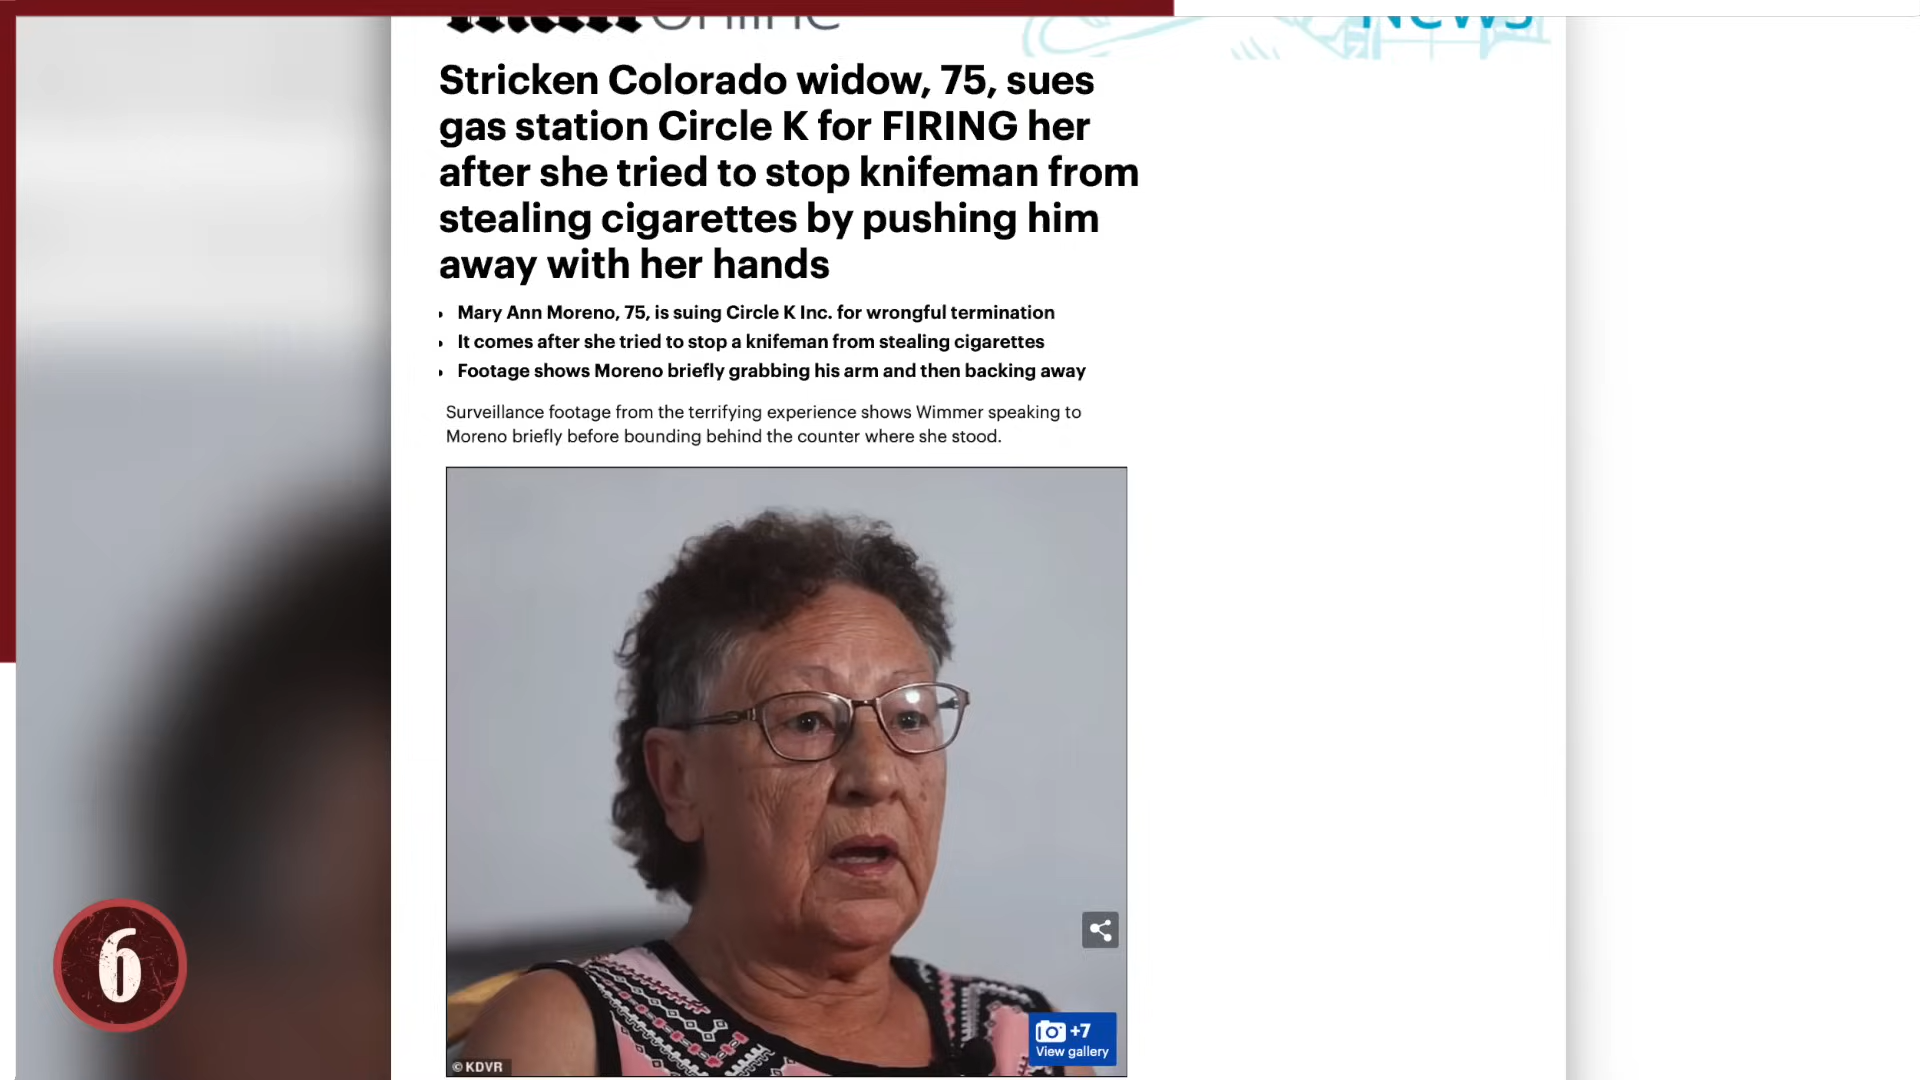 Online
News
Stricken Colorado widow, 75, sues
gas station Circle K for FIRING her
after she tried to stop knifeman from
stealing cigarettes by pushing him
away with her hands
Mary Ann Moreno, 75, is suing Circle K Inc. for wrongful termination
It comes after she tried to stop a knifeman from stealing cigarettes
Footage shows Moreno briefly grabbing his arm and then backing away
Surveillance footage from the terrifying experience shows Wimmer speaking to
Moreno briefly before bounding behind the counter where she stood.
6
+7
View gallery
© KDVR